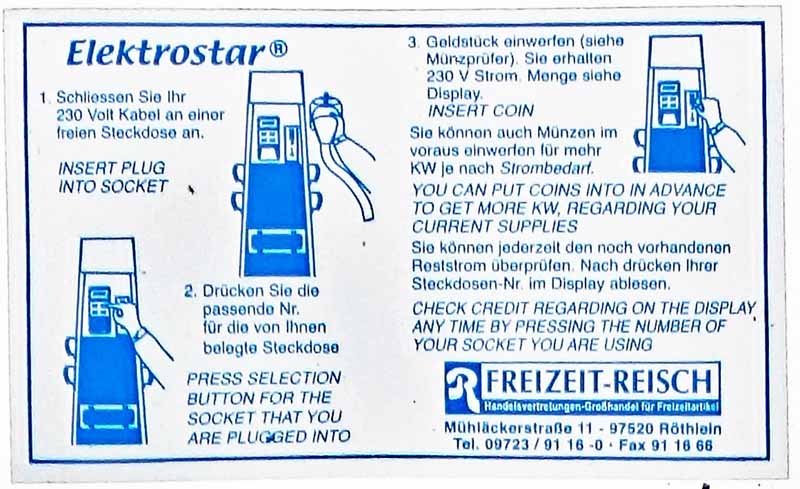 Elektrostar®
1. Schliessen Sie Ihr
230 Volt Kabel an einer
freien Steckdose an.
INSERT PLUG
INTO SOCKET
2. Drücken Sie die
passende Nr.
für die von Ihnen
belegte Steckdose
PRESS SELECTION
BUTTON FOR THE
SOCKET THAT YOU
ARE PLUGGED INTO
3. Geldstück einwerfen (siehe
Münzprüfer). Sie erhalten
230 V Strom. Menge siehe
Display.
INSERT COIN
Sie können auch Münzen im
voraus einwerfen für mehr
KW je nach Strombedarf.
YOU CAN PUT COINS INTO IN ADVANCE
TO GET MORE KW, REGARDING YOUR
CURRENT SUPPLIES
Sie können jederzeit den noch vorhandenen
Reststrom überprüfen. Nach drücken Ihrer
Steckdosen-Nr. im Display ablesen.
CHECK CREDIT REGARDING ON THE DISPLAY
ANY TIME BY PRESSING THE NUMBER OF
YOUR SOCKET YOU ARE USING
R FREIZEIT-REISCH
Handelsvertretungen-Großhandel für Freizeitartikel
Mühläckerstraße 11 - 97520 Röthlein
Tel. 09723 / 91 16 -0 · Fax 91 16 66